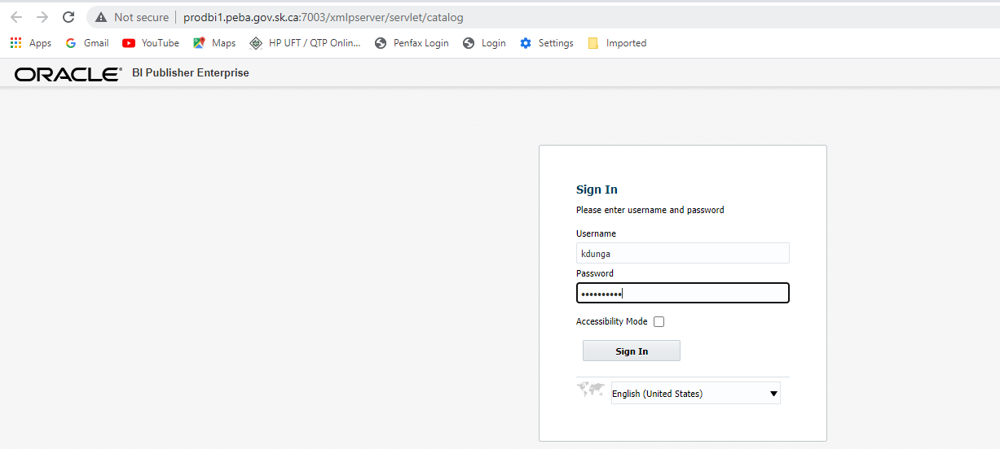 Not secure | prodbi1.peba.gov.sk.ca:7003/xmlpserver/servlet/catalog
Apps Gmail YouTube Maps HP UFT / QTP Onlin... Penfax Login Login Settings Imported
ORACLE BI Publisher Enterprise
Sign In
Please enter username and password
Username
kdunga
Password
••••••••••
Accessibility Mode
Sign In
English (United States)